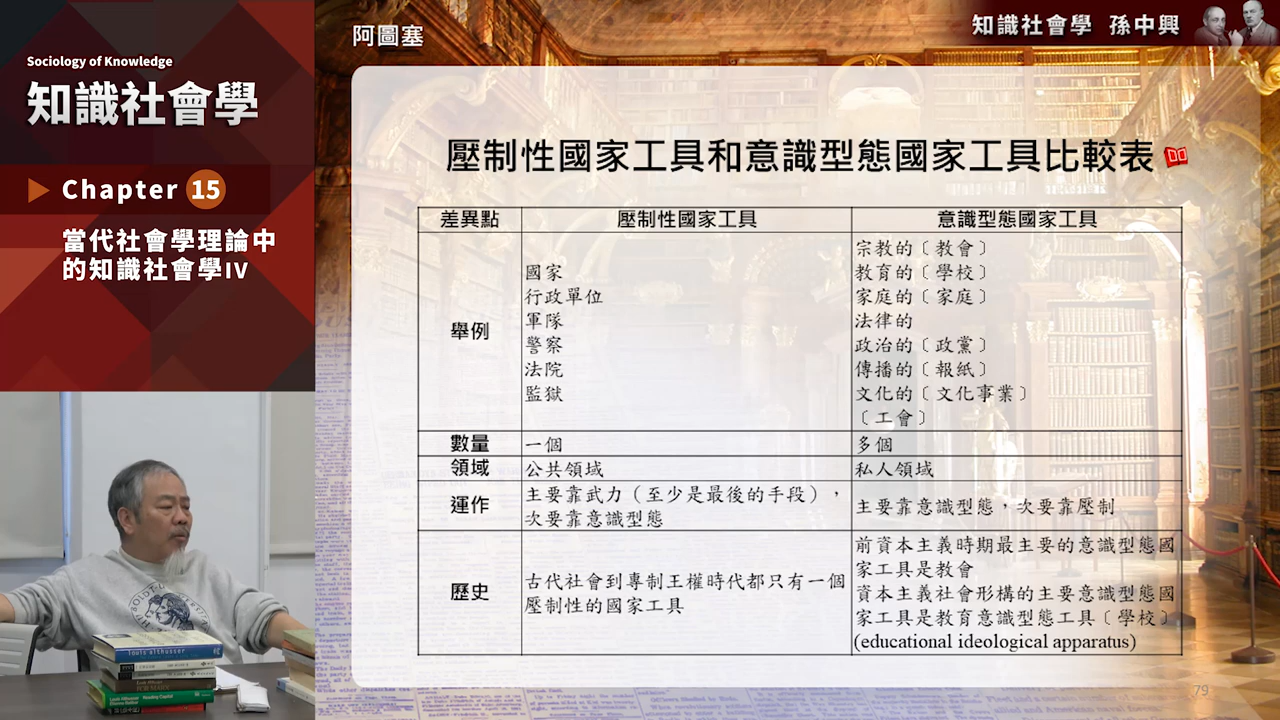 Sociology of Knowledge
知識社會學
Chapter 15
當代社會學理論中
的知識社會學IV
阿圖塞
知識社會學 孫中興
壓制性國家工具和意識型態國家工具比較表
差異點 壓制性國家工具 意識型態國家工具
舉例
國家
行政單位
軍隊
警察
法院
監獄
宗教的〔教會〕
教育的〔學校〕
家庭的〔家庭〕
法律的
政治的〔政黨〕
傳播的〔報紙〕
文化的〔文化事業〕
〔工會〕
數量 一個 多個
領域 公共領域 私人領域
運作
主要靠武力（至少是最後的手段），
次要靠意識型態
主要靠意識型態，次要靠壓制
歷史
古代社會到專制王權時代都只有一個
壓制性的國家工具
前資本主義時期最主要的意識型態國
家工具是教會
資本主義社會形構的主要意識型態國
家工具是教育意識型態工具〔學校〕
(educational ideological apparatus)
79
louis althusser
Reading Capital